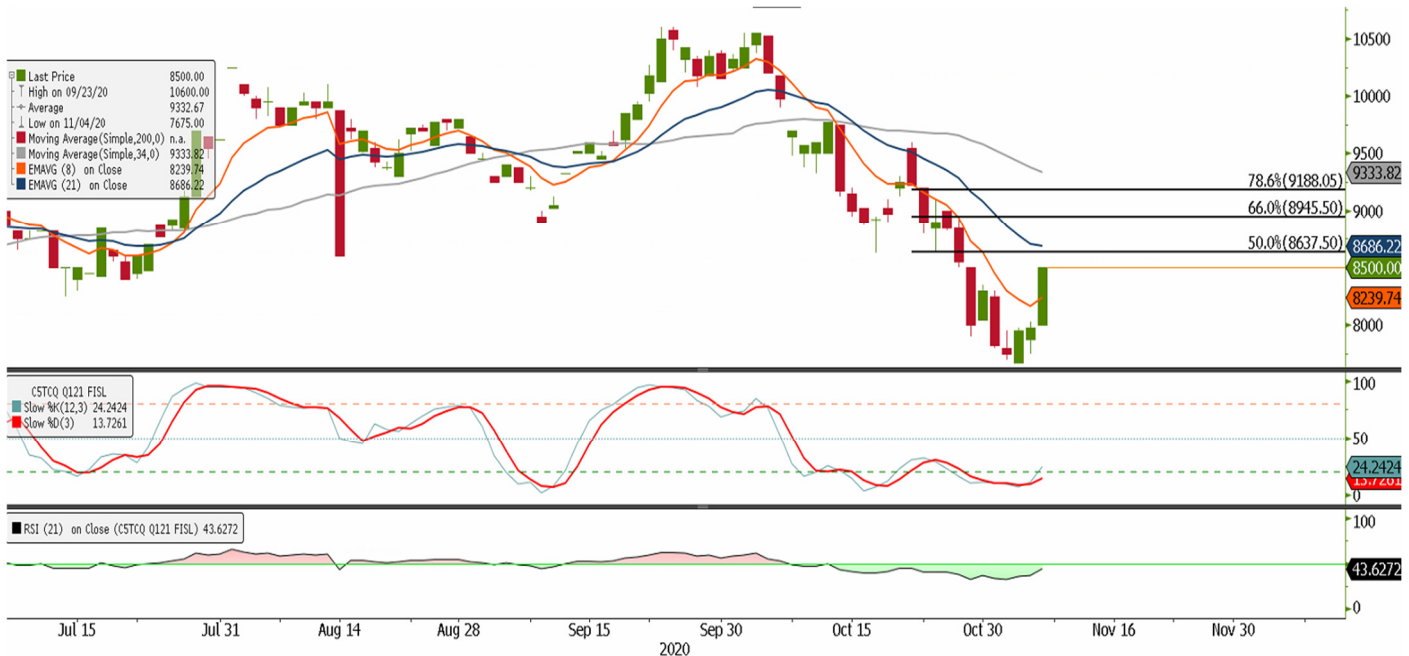 Last Price 8500.00
High on 09/23/20 10600.00
Average 9332.67
Low on 11/04/20 7675.00
Moving Average(Simple,200,0) n.a.
Moving Average(Simple,34,0) 9333.82
EMAVG (8) on Close 8239.74
EMAVG (21) on Close 8686.22
10500
10000
9500
9333.82
78.6%(9188.05)
66.0%(8945.50)
9000
50.0%(8637.50)
8686.22
8500.00
8239.74
8000
C5TCQ Q121 FISL
Slow %K(12,3) 24.2424
Slow %D(3) 13.7261
100
50
24.2424
13.7261
0
RSI (21) on Close (C5TCQ Q121 FISL) 43.6272
100
43.6272
0
Jul 15 Jul 31 Aug 14 Aug 28 Sep 15 Sep 30 Oct 15 Oct 30 Nov 16 Nov 30
2020